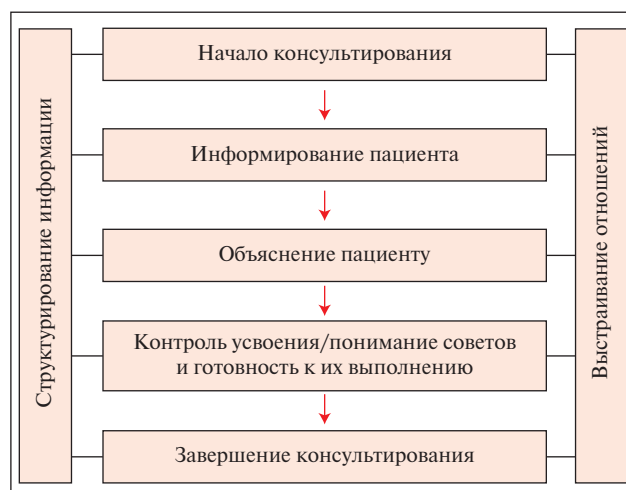 Структурирование информации
Начало консультирования
Информирование пациента
Объяснение пациенту
Контроль усвоения/понимание советов
и готовность к их выполнению
Завершение консультирования
Выстраивание отношений